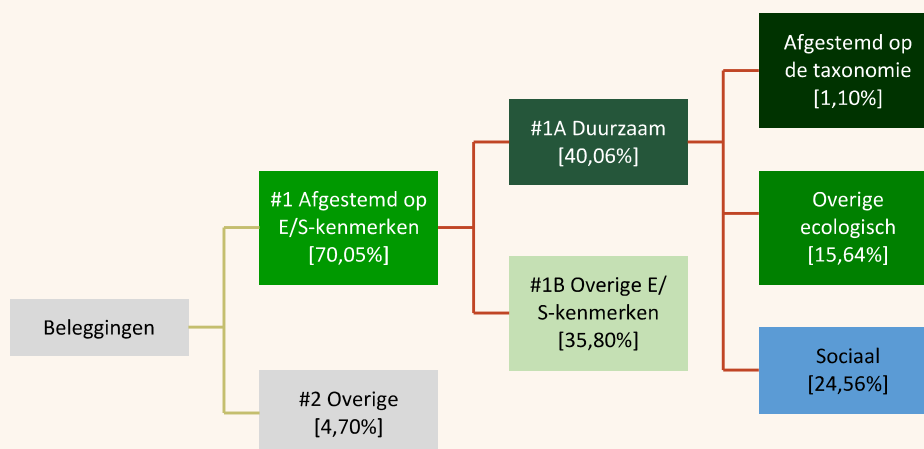 Beleggingen
#1 Afgestemd op
E/S-kenmerken
[70,05%]
#2 Overige
[4,70%]
#1A Duurzaam
[40,06%]
#1B Overige E/
S-kenmerken
[35,80%]
Afgestemd op
de taxonomie
[1,10%]
Overige
ecologisch
[15,64%]
Sociaal
[24,56%]